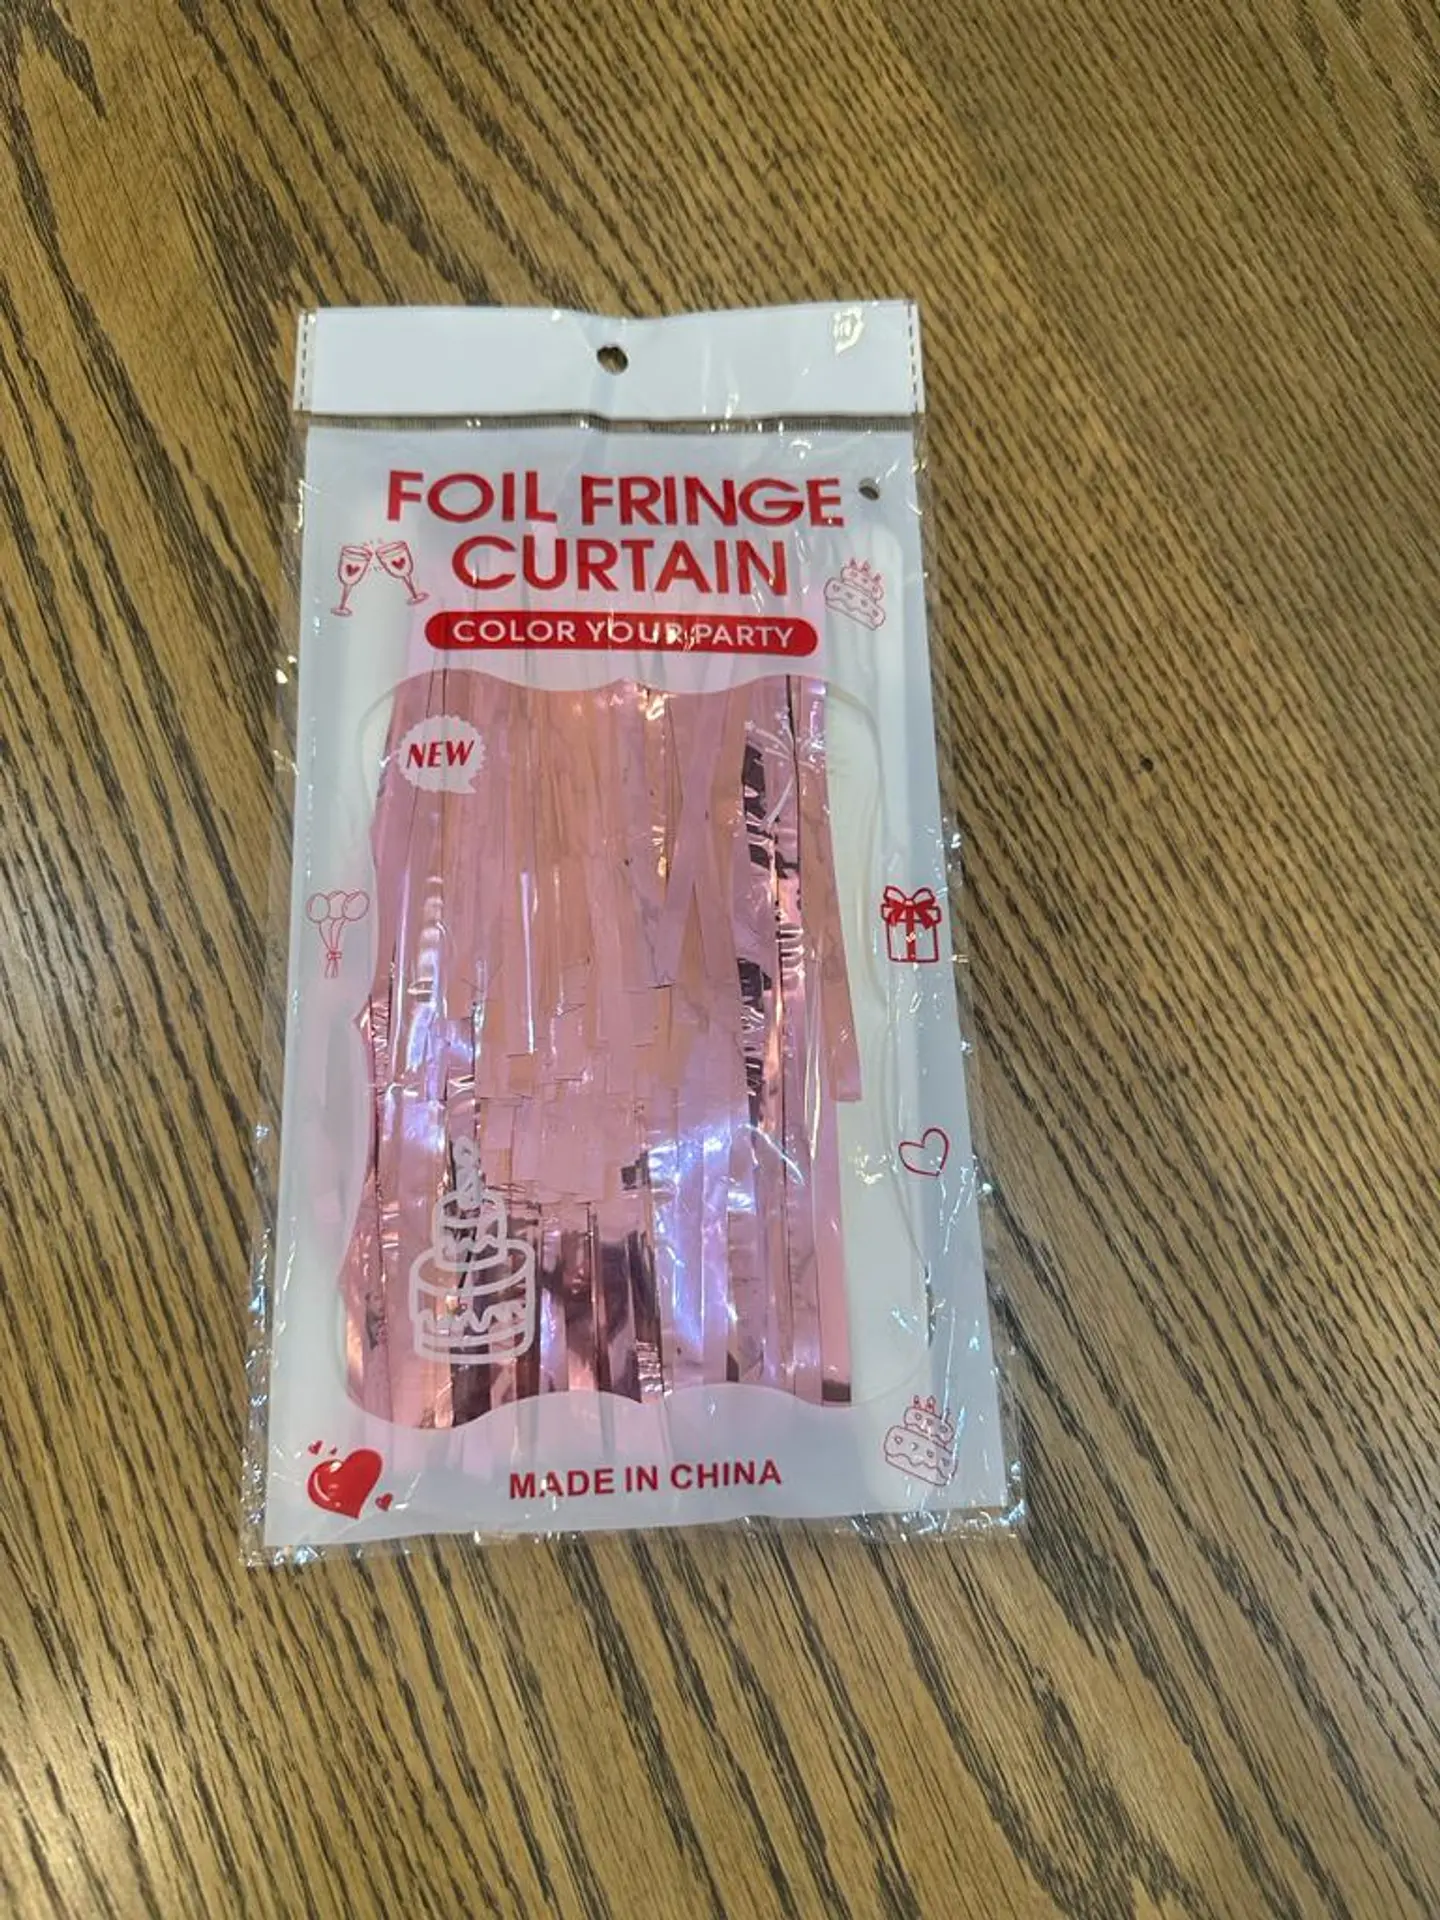 FOIL FRINGE
CURTAIN
COLOR YOUR PARTY
NEW
MADE IN CHINA